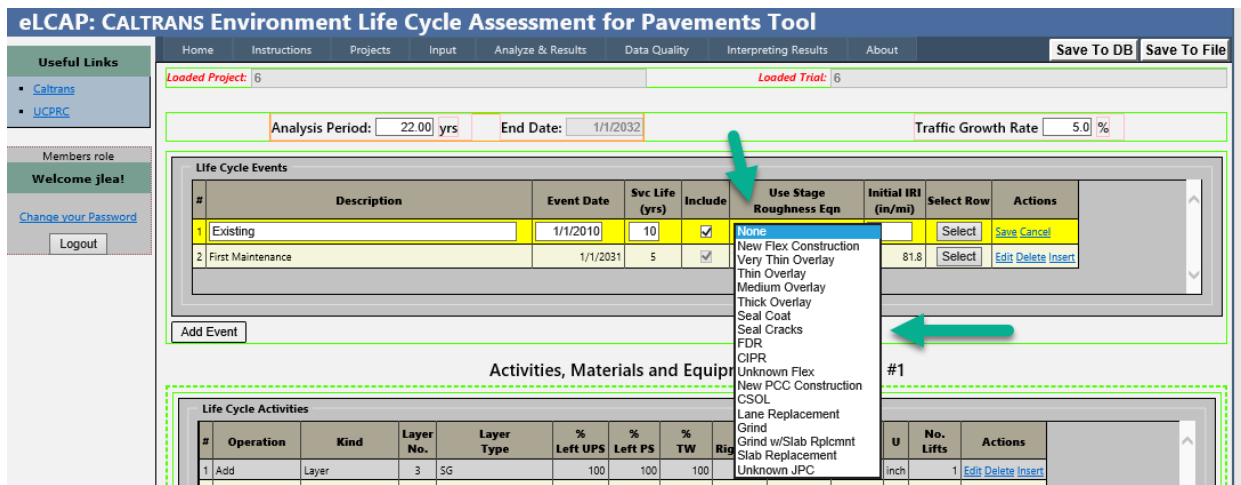 eLCAP: CALTRANS Environment Life Cycle Assessment for Pavements Tool
Home Instructions Projects Input Analyze & Results Data Quality Interpreting Results About Save To DB Save To File
Useful Links
Caltrans
UCPRC
Members role
Welcome jlea!
Change your Password
Logout
Loaded Project: 6 Loaded Trial: 6
Analysis Period: 22.00 yrs End Date: 1/1/2032 Traffic Growth Rate 5.0 %
Life Cycle Events
# Description Event Date Svc Life (yrs) Include Use Stage Roughness Eqn Initial IRI (in/mi) Select Row Actions
1 Existing 1/1/2010 10 Select Save Cancel
2 First Maintenance 1/1/2031 5 81.8 Select Edit Delete Insert
None
New Flex Construction
Very Thin Overlay
Thin Overlay
Medium Overlay
Thick Overlay
Seal Coat
Seal Cracks
FDR
CIPR
Unknown Flex
New PCC Construction
CSOL
Lane Replacement
Grind
Grind w/Slab Rplcmnt
Slab Replacement
Unknown JPC
Add Event
Activities, Materials and Equip #1
Life Cycle Activities
# Operation Kind Layer No. Layer Type % Left UPS % Left PS % TW Rig U No. Lifts Actions
1 Add Layer 3 SG 100 100 100 inch 1 Edit Delete Insert